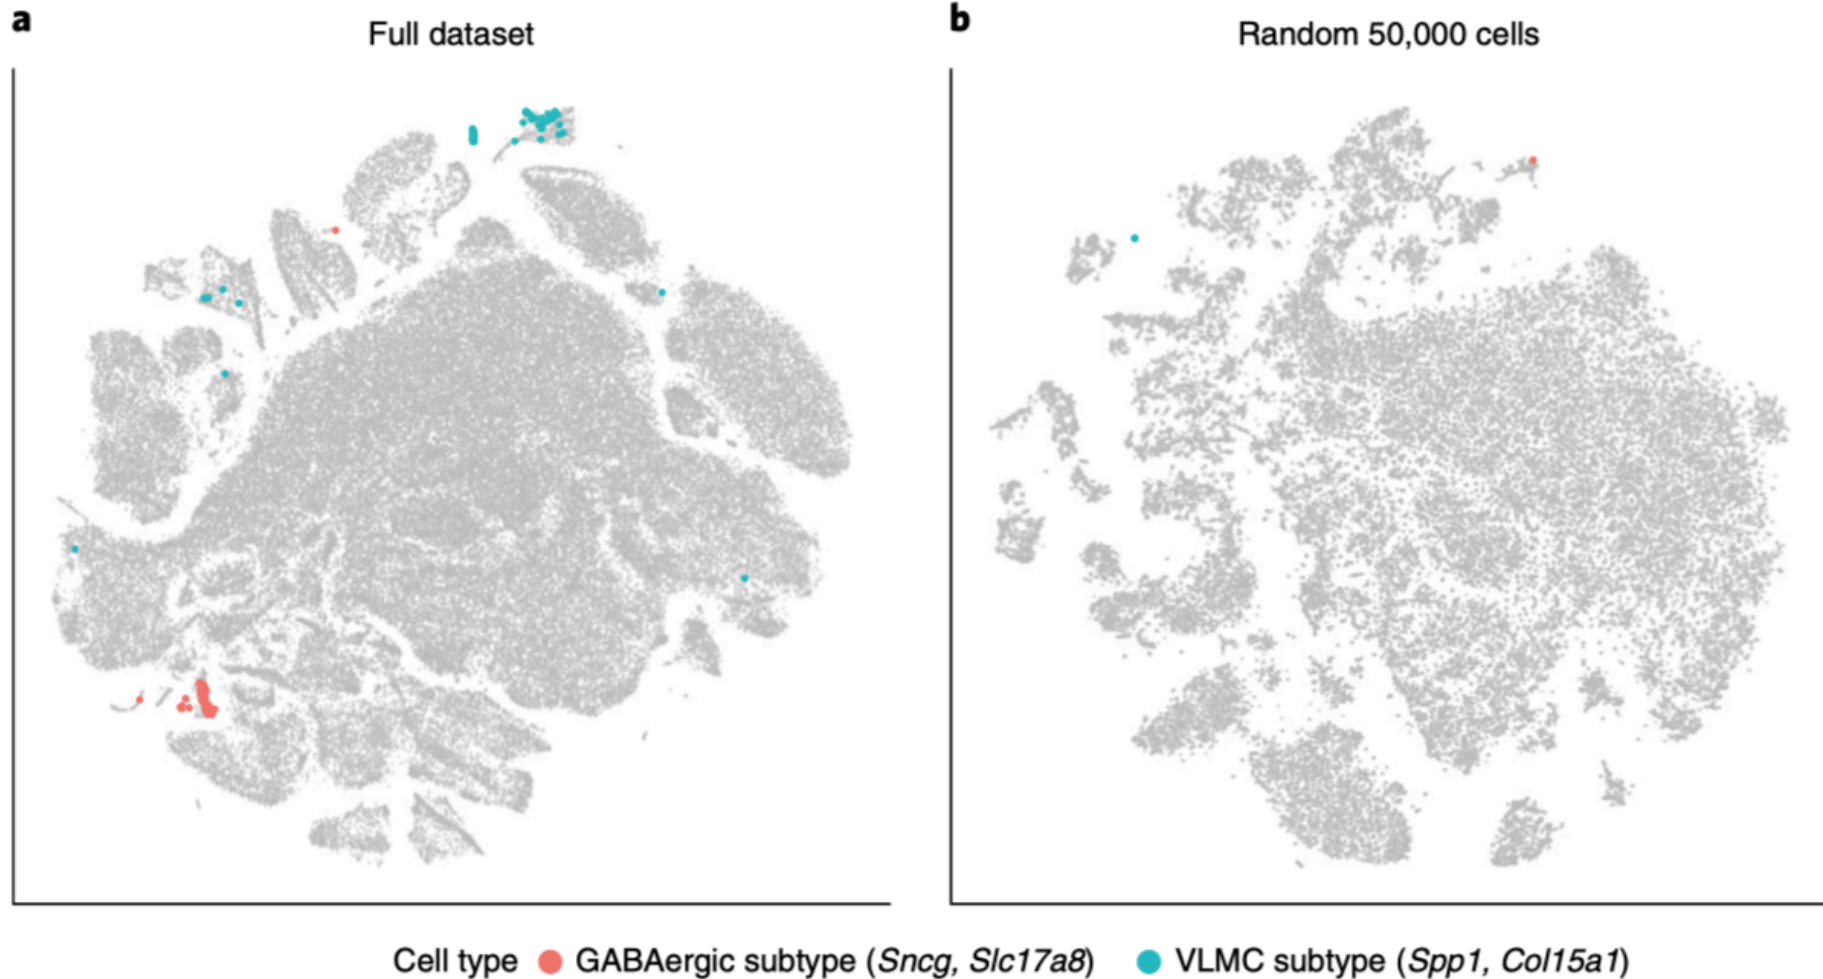 a
Full dataset
b
Random 50,000 cells
Cell type GABAergic subtype (Sncg, Slc17a8) VLMC subtype (Spp1, Col15a1)